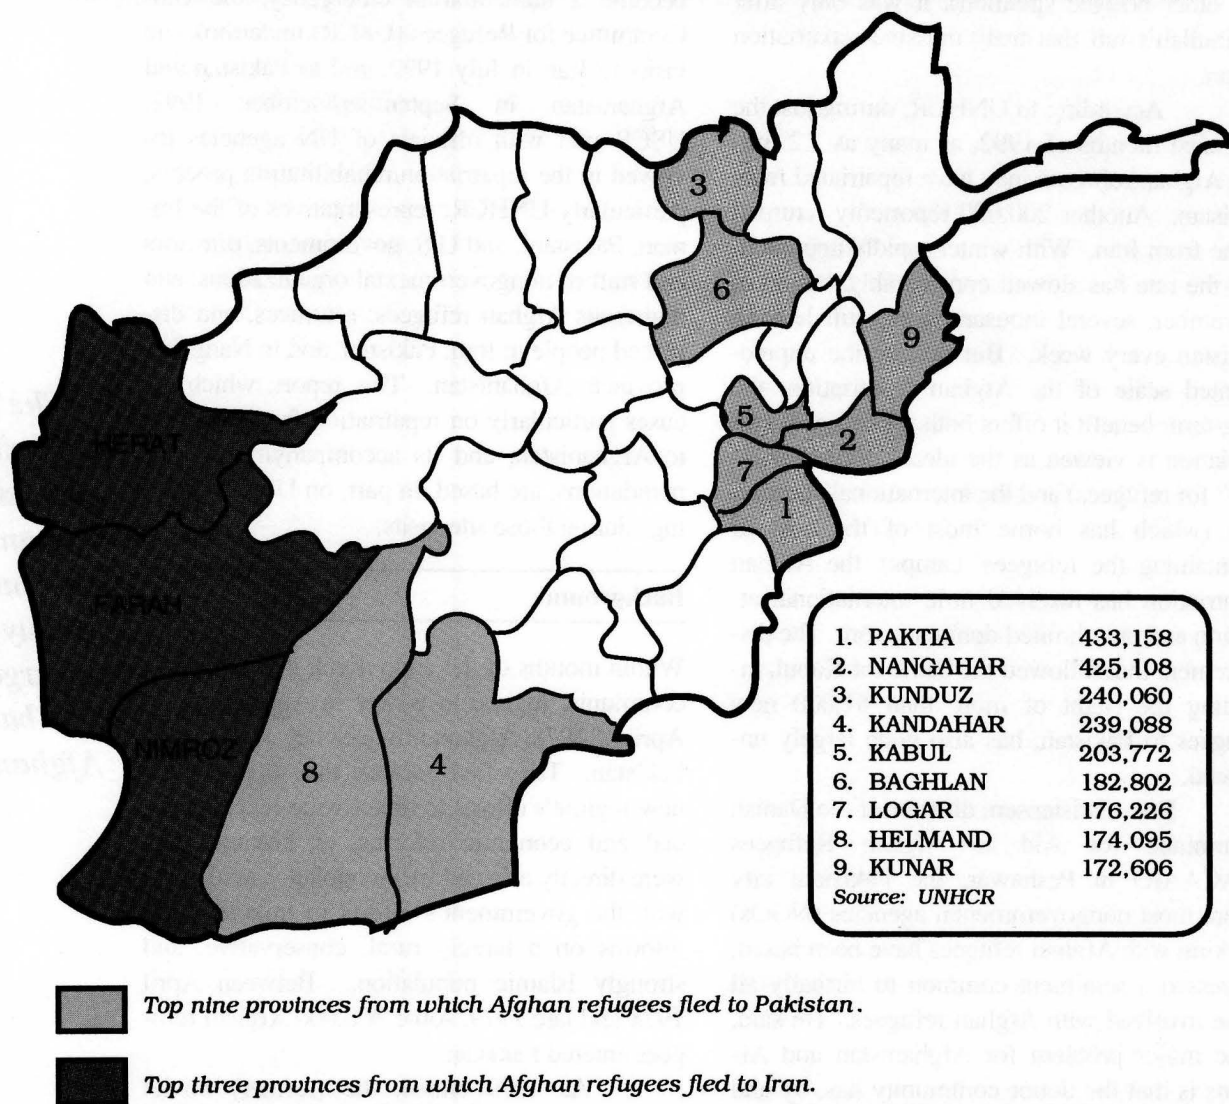 3
6
9
5
2
7
1
HERAT
FARAH
NIMROZ
8
4
1. PAKTIA 433,158
2. NANGAHAR 425,108
3. KUNDUZ 240,060
4. KANDAHAR 239,088
5. KABUL 203,772
6. BAGHLAN 182,802
7. LOGAR 176,226
8. HELMAND 174,095
9. KUNAR 172,606
Source: UNHCR
Top nine provinces from which Afghan refugees fled to Pakistan.
Top three provinces from which Afghan refugees fled to Iran.